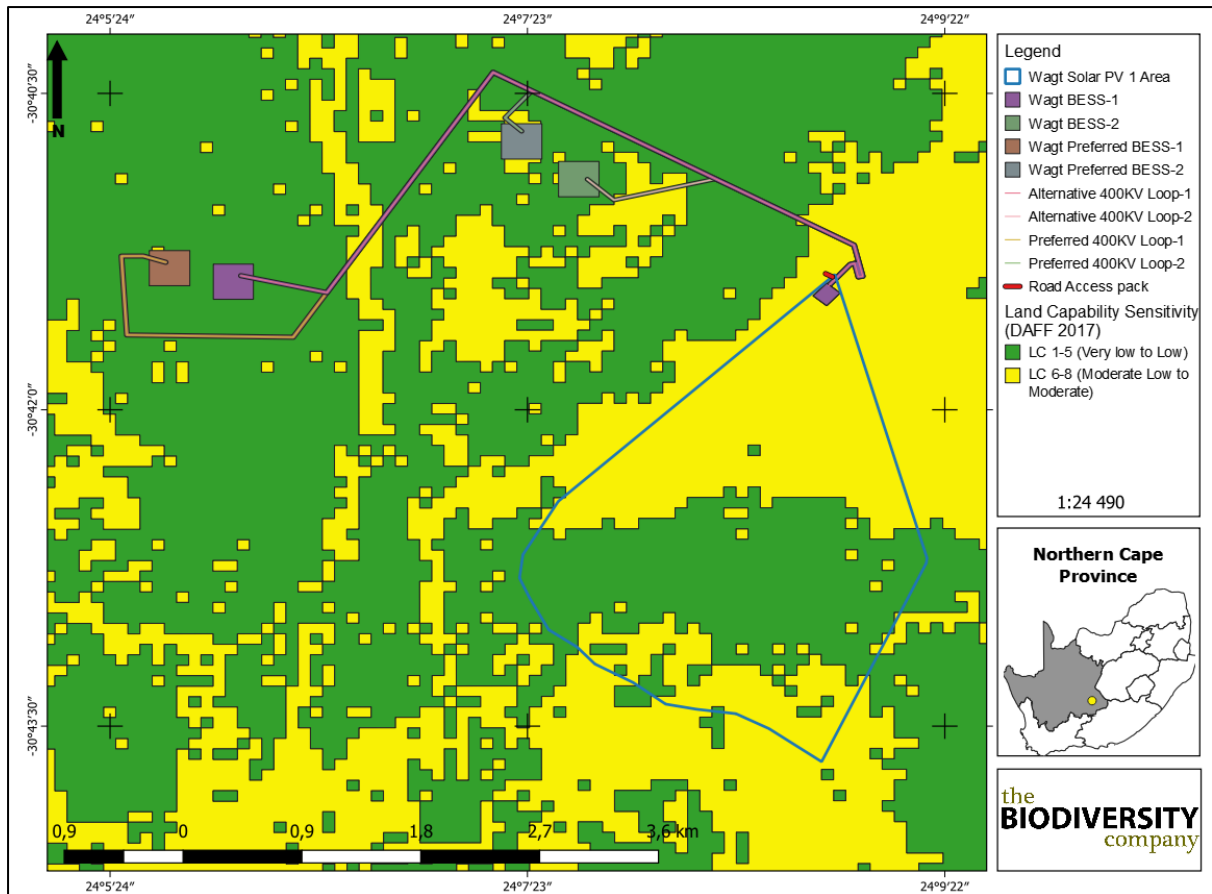 24°5′24″
24°7′23″
24°9′22″
-30°40′30″
-30°42′0″
-30°43′30″
N
0,9
0
0,9
1,8
2,7
3,6 km
24°5′24″
24°7′23″
24°9′22″
Legend
Wagt Solar PV 1 Area
Wagt BESS-1
Wagt BESS-2
Wagt Preferred BESS-1
Wagt Preferred BESS-2
Alternative 400KV Loop-1
Alternative 400KV Loop-2
Preferred 400KV Loop-1
Preferred 400KV Loop-2
Road Access pack
Land Capability Sensitivity
(DAFF 2017)
LC 1-5 (Very low to Low)
LC 6-8 (Moderate Low to
Moderate)
1:24 490
Northern Cape
Province
the
BIODIVERSITY
company